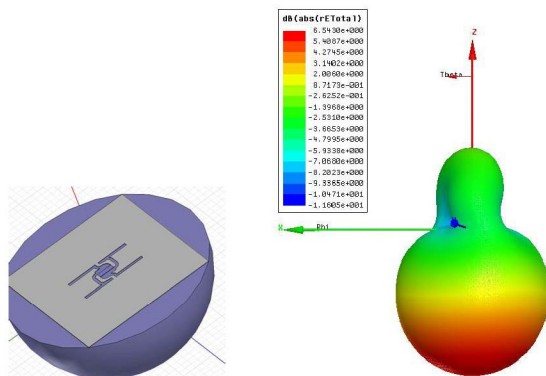 dB(abs(rETotal)
6.5430e+000
5.4087e+000
4.2745e+000
3.1402e+000
2.0060e+000
8.7173e-001
-2.6252e-001
-1.3968e+000
-2.5310e+000
-3.6653e+000
-4.7995e+000
-5.9338e+000
-7.0680e+000
-8.2023e+000
-9.3365e+000
-1.0471e+001
-1.1605e+001
Z
Theta
X
Phi